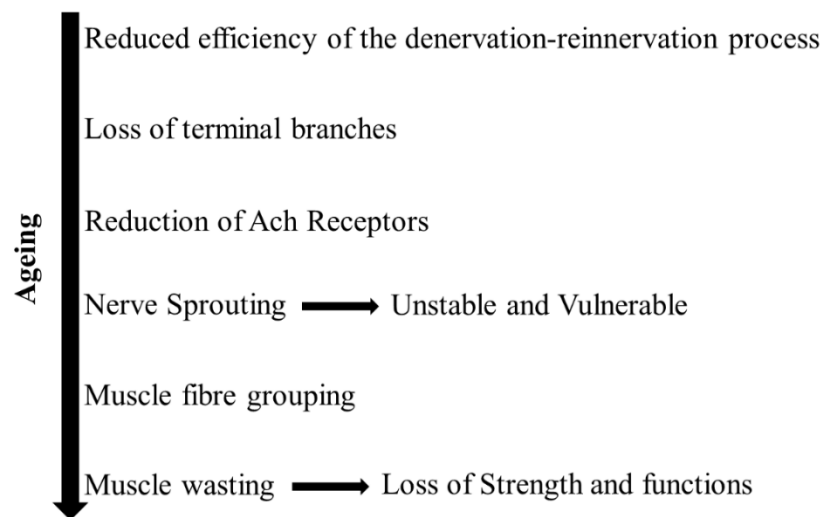 Reduced efficiency of the denervation-reinnervation process
Loss of terminal branches
Reduction of Ach Receptors
Ageing
Nerve Sprouting Unstable and Vulnerable
Muscle fibre grouping
Muscle wasting Loss of Strength and functions